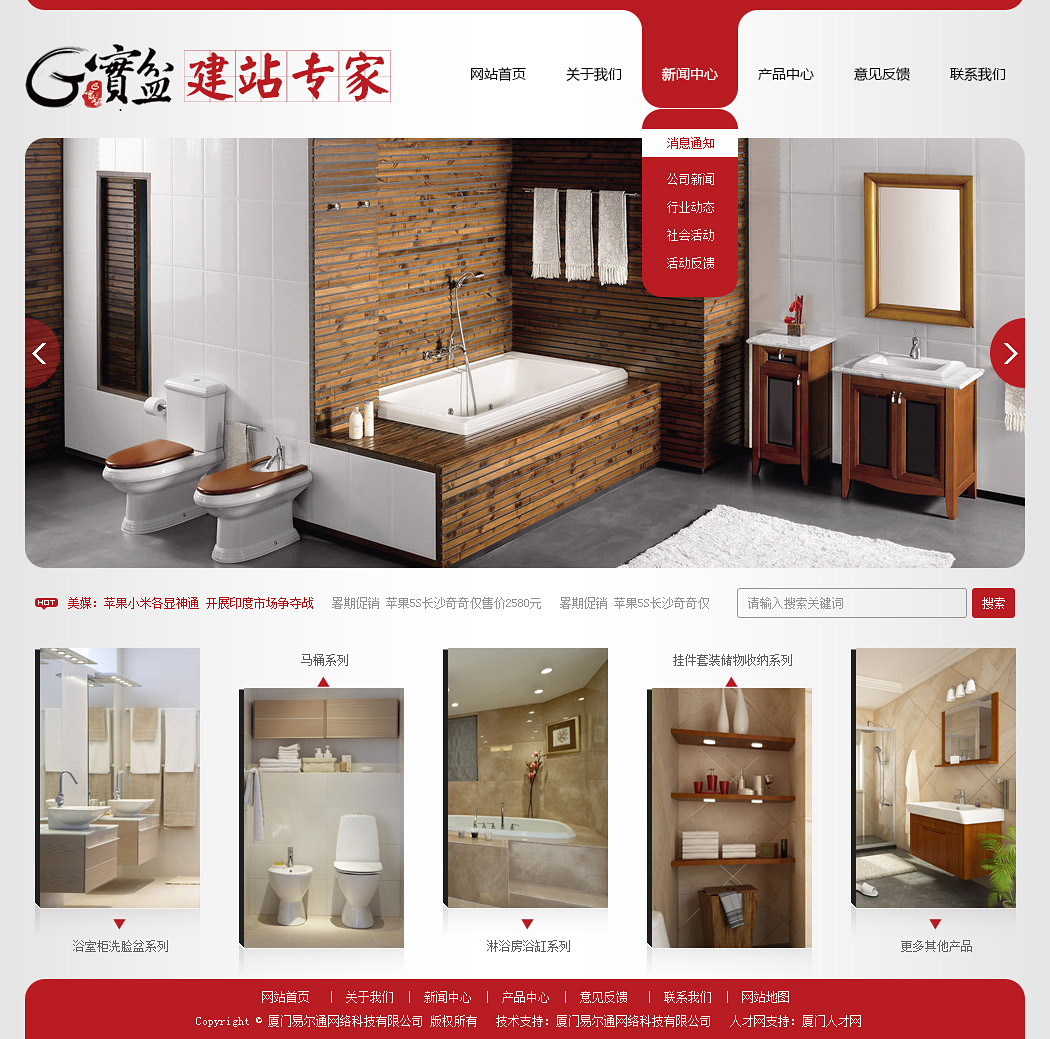 寶盆 建站专家
网站首页 关于我们 新闻中心 产品中心 意见反馈 联系我们
消息通知
公司新闻
行业动态
社会活动
活动反馈
HOT 美媒：苹果小米各显神通 开展印度市场争夺战 暑期促销 苹果5S长沙奇奇仅售价2580元 暑期促销 苹果5S长沙奇奇仅 请输入搜索关键词 搜索
马桶系列 挂件套装储物收纳系列
浴室柜洗脸盆系列 淋浴房浴缸系列 更多其他产品
网站首页 | 关于我们 | 新闻中心 | 产品中心 | 意见反馈 | 联系我们 | 网站地图
Copyright © 厦门易尔通网络科技有限公司 版权所有 技术支持：厦门易尔通网络科技有限公司 人才网支持：厦门人才网